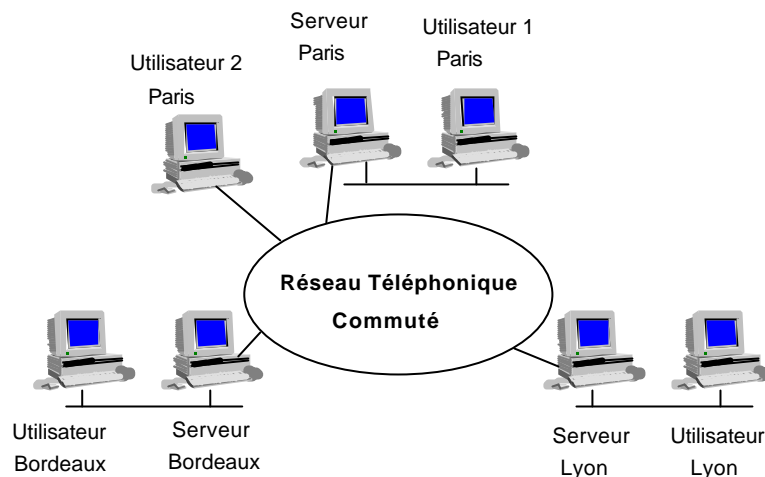 Serveur
Paris
Utilisateur 1
Paris
Utilisateur 2
Paris
Réseau Téléphonique
Commuté
Utilisateur
Bordeaux
Serveur
Bordeaux
Serveur
Lyon
Utilisateur
Lyon